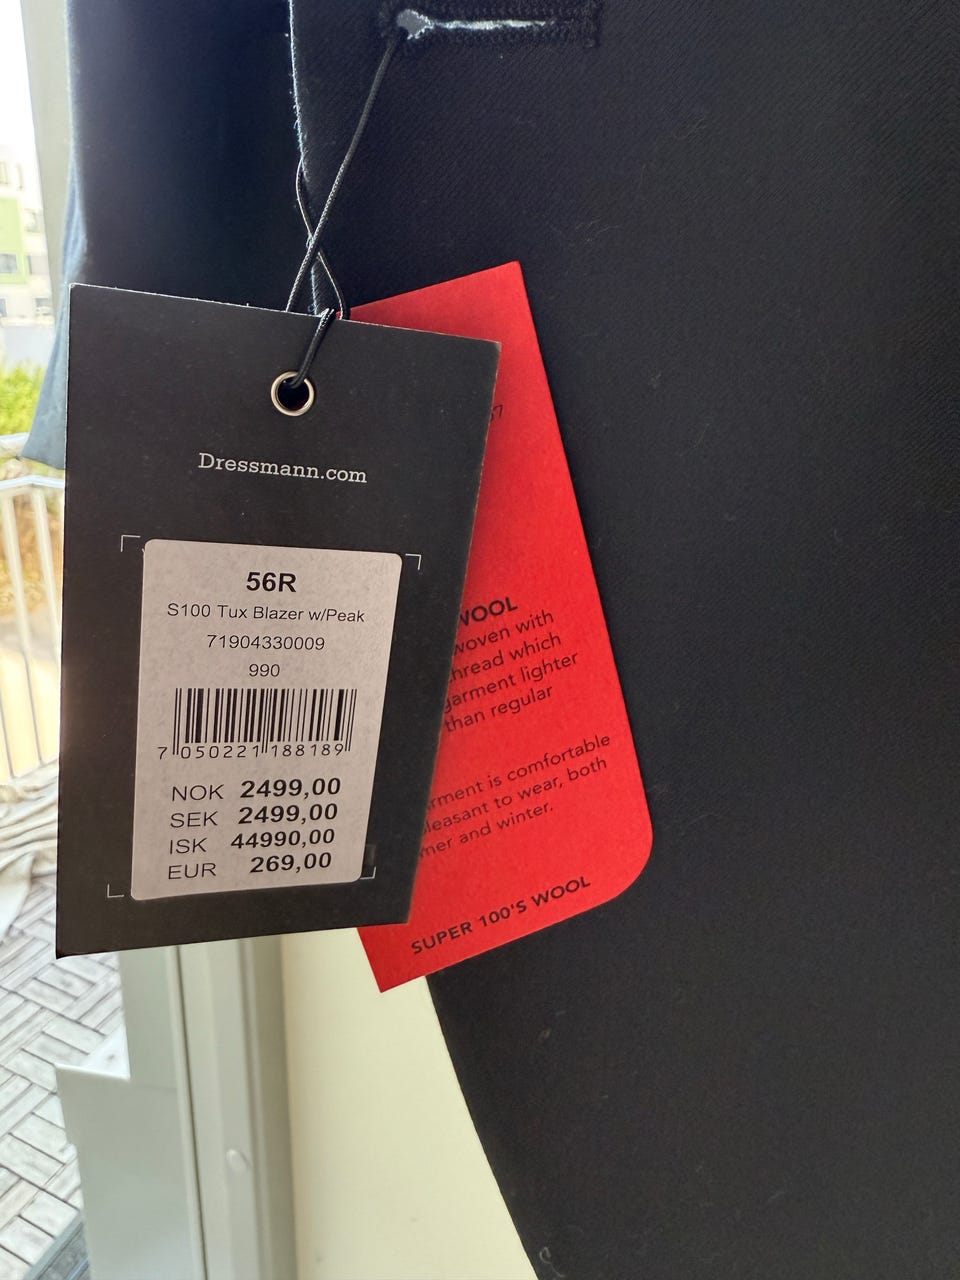 Dressmann.com
56R
S100 Tux Blazer w/Peak
71904330009
990
7 050221 188189
NOK 2499,00
SEK 2499,00
ISK 44990,00
EUR 269,00
WOOL
woven with
thread which
garment lighter
than regular
garment is comfortable
pleasant to wear, both
and winter.
SUPER 100'S WOOL